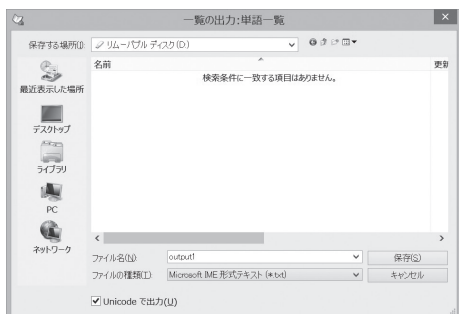 一覧の出力:単語一覧
保存する場所(I):
リムーバブル ディスク (D:)
名前
更新
検索条件に一致する項目はありません。
最近表示した場所
デスクトップ
ライブラリ
PC
ネットワーク
ファイル名(N):
output1
保存(S)
ファイルの種類(T):
Microsoft IME 形式テキスト (*.txt)
キャンセル
Unicode で出力(U)